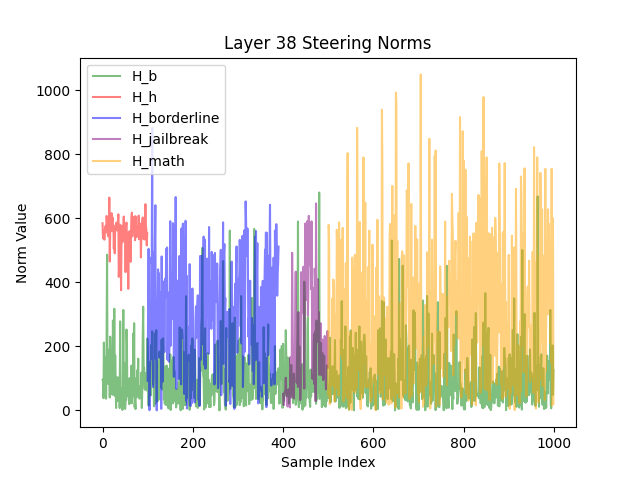 Layer 38 Steering Norms
H_b
H_h
H_borderline
H_jailbreak
H_math
Norm Value
1000
800
600
400
200
0
0 200 400 600 800 1000
Sample Index